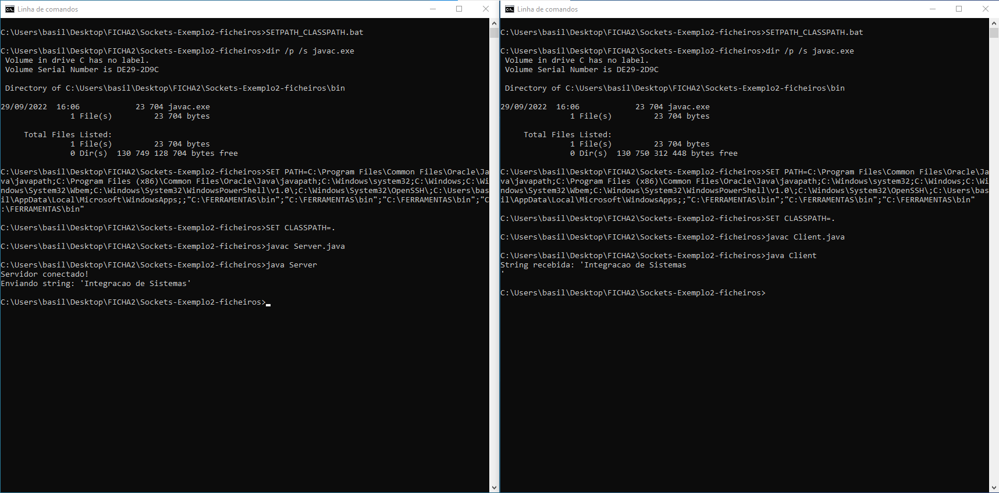 Linha de comandos
C:\Users\basil\Desktop\FICHA2\Sockets-Exemplo2-ficheiros>SETPATH_CLASSPATH.bat
C:\Users\basil\Desktop\FICHA2\Sockets-Exemplo2-ficheiros>dir /p /s javac.exe
Volume in drive C has no label.
Volume Serial Number is DE29-2D9C
Directory of C:\Users\basil\Desktop\FICHA2\Sockets-Exemplo2-ficheiros\bin
29/09/2022  16:06            23 704 javac.exe
1 File(s)         23 704 bytes
Total Files Listed:
1 File(s)         23 704 bytes
0 Dir(s)  130 749 128 704 bytes free
C:\Users\basil\Desktop\FICHA2\Sockets-Exemplo2-ficheiros>SET PATH=C:\Program Files\Common Files\Oracle\Ja
va\javapath;C:\Program Files (x86)\Common Files\Oracle\Java\javapath;C:\Windows\system32;C:\Windows;C:\Wi
ndows\System32\Wbem;C:\Windows\System32\WindowsPowerShell\v1.0\;C:\Windows\System32\OpenSSH\;C:\Users\bas
il\AppData\Local\Microsoft\WindowsApps;;"C:\FERRAMENTAS\bin";"C:\FERRAMENTAS\bin";"C:\FERRAMENTAS\bin";"C
:\FERRAMENTAS\bin"
C:\Users\basil\Desktop\FICHA2\Sockets-Exemplo2-ficheiros>SET CLASSPATH=.
C:\Users\basil\Desktop\FICHA2\Sockets-Exemplo2-ficheiros>javac Server.java
C:\Users\basil\Desktop\FICHA2\Sockets-Exemplo2-ficheiros>java Server
Servidor conectado!
Enviando string: 'Integracao de Sistemas'
C:\Users\basil\Desktop\FICHA2\Sockets-Exemplo2-ficheiros>
Linha de comandos
C:\Users\basil\Desktop\FICHA2\Sockets-Exemplo2-ficheiros>SETPATH_CLASSPATH.bat
C:\Users\basil\Desktop\FICHA2\Sockets-Exemplo2-ficheiros>dir /p /s javac.exe
Volume in drive C has no label.
Volume Serial Number is DE29-2D9C
Directory of C:\Users\basil\Desktop\FICHA2\Sockets-Exemplo2-ficheiros\bin
29/09/2022  16:06            23 704 javac.exe
1 File(s)         23 704 bytes
Total Files Listed:
1 File(s)         23 704 bytes
0 Dir(s)  130 750 312 448 bytes free
C:\Users\basil\Desktop\FICHA2\Sockets-Exemplo2-ficheiros>SET PATH=C:\Program Files\Common Files\Oracle\Ja
va\javapath;C:\Program Files (x86)\Common Files\Oracle\Java\javapath;C:\Windows\system32;C:\Windows;C:\Wi
ndows\System32\Wbem;C:\Windows\System32\WindowsPowerShell\v1.0\;C:\Windows\System32\OpenSSH\;C:\Users\bas
il\AppData\Local\Microsoft\WindowsApps;;"C:\FERRAMENTAS\bin";"C:\FERRAMENTAS\bin";"C:\FERRAMENTAS\bin"
C:\Users\basil\Desktop\FICHA2\Sockets-Exemplo2-ficheiros>SET CLASSPATH=.
C:\Users\basil\Desktop\FICHA2\Sockets-Exemplo2-ficheiros>javac Client.java
C:\Users\basil\Desktop\FICHA2\Sockets-Exemplo2-ficheiros>java Client
String recebida: 'Integracao de Sistemas
'
C:\Users\basil\Desktop\FICHA2\Sockets-Exemplo2-ficheiros>